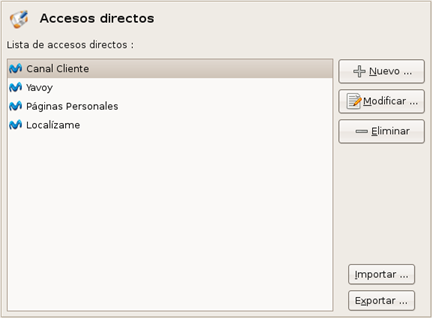 Accesos directos
Lista de accesos directos :
Canal Cliente
Yavoy
Páginas Personales
Localízame
Nuevo ...
Modificar ...
Eliminar
Importar ...
Exportar ...